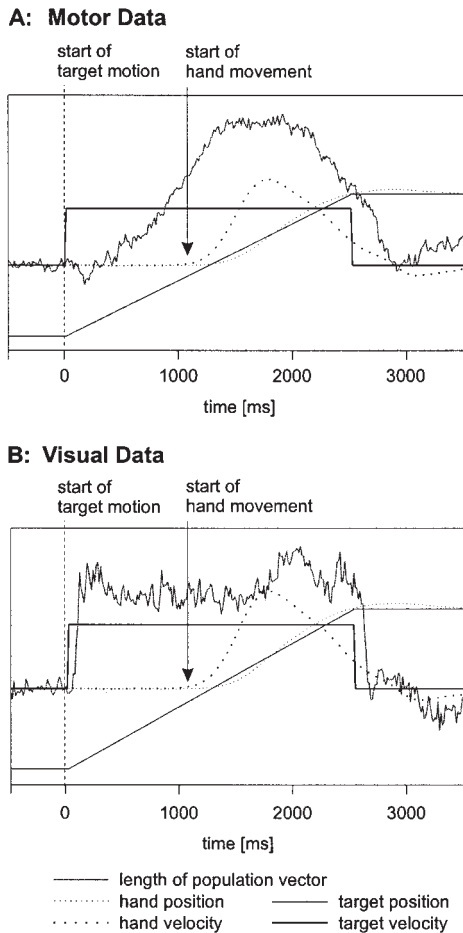 A: Motor Data
start of start of
target motion hand movement
0 1000 2000 3000
time [ms]
B: Visual Data
start of start of
target motion hand movement
0 1000 2000 3000
time [ms]
length of population vector
hand position target position
hand velocity target velocity